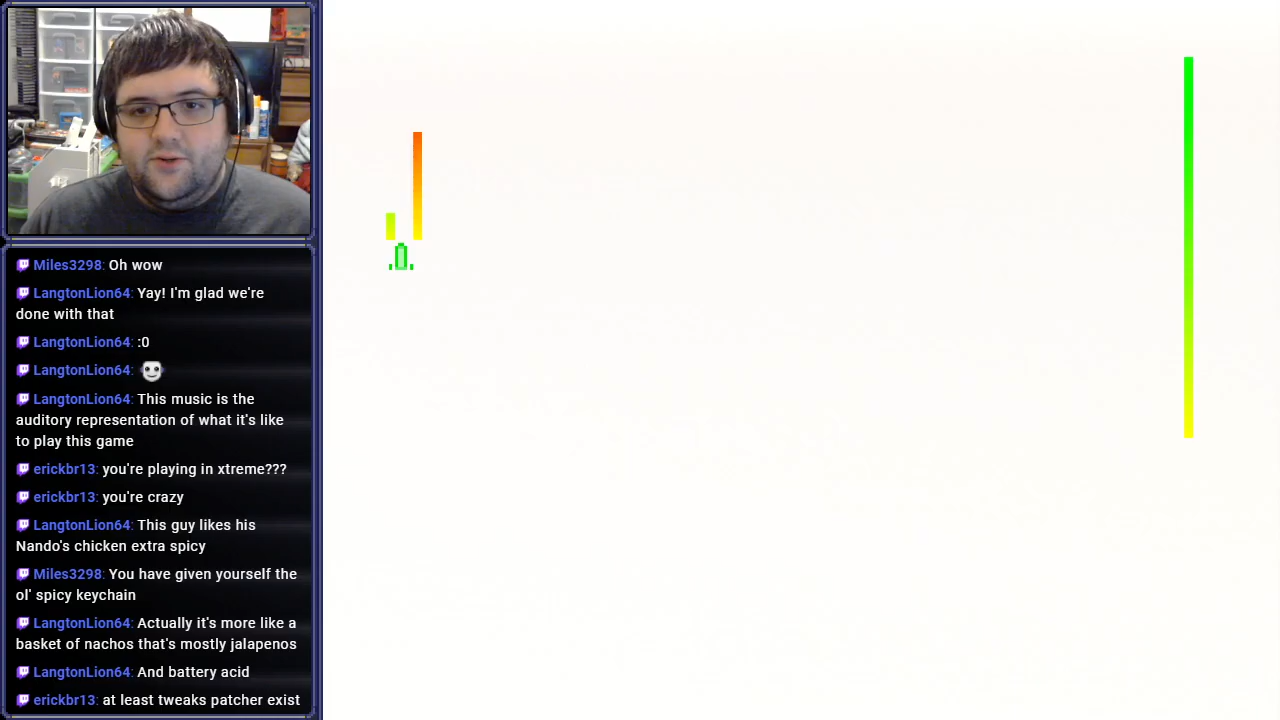 Miles3298: Oh wow
LangtonLion64: Yay! I'm glad we're
done with that
LangtonLion64: :0
LangtonLion64:
LangtonLion64: This music is the
auditory representation of what it's like
to play this game
erickbr13: you're playing in xtreme???
erickbr13: you're crazy
LangtonLion64: This guy likes his
Nando's chicken extra spicy
Miles3298: You have given yourself the
ol' spicy keychain
LangtonLion64: Actually it's more like a
basket of nachos that's mostly jalapenos
LangtonLion64: And battery acid
erickbr13: at least tweaks patcher exist